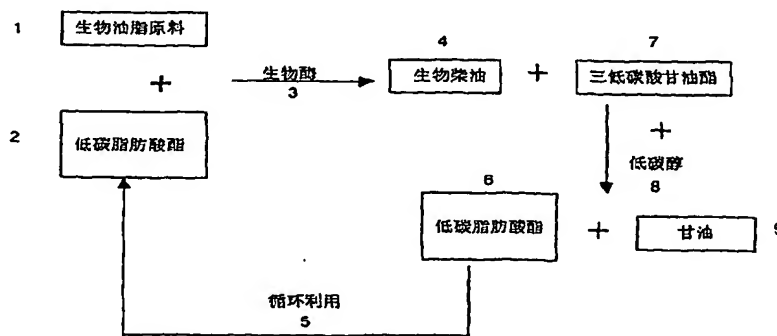 1 生物油脂原料
+
2 低碳脂肪酸酯
生物酶
3
4
生物柴油
+
7
三低碳酸甘油酯
+
低碳醇
8
6
低碳脂肪酸酯
+
甘油 9
循环利用
5